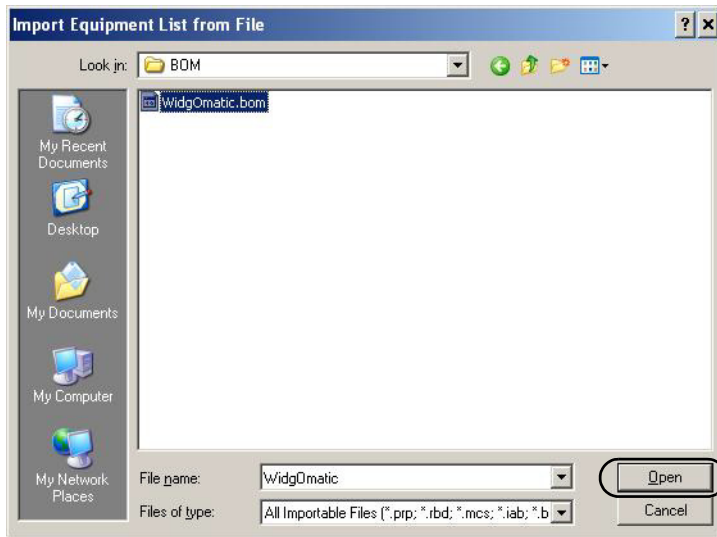 Import Equipment List from File
Look in: BOM
WidgOmatic.bom
My Recent
Documents
Desktop
My Documents
My Computer
My Network
Places
File name: WidgOmatic Open
Files of type: All Importable Files (*.prp; *.rbd; *.mcs; *.iab; *.b Cancel